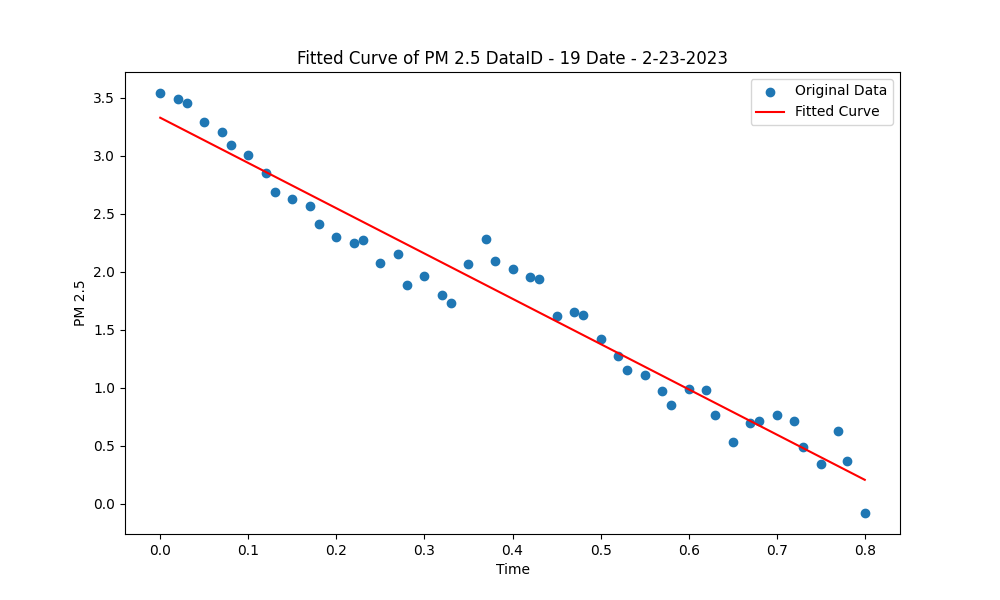 Fitted Curve of PM 2.5 DataID - 19 Date - 2-23-2023
Original Data
Fitted Curve
3.5
3.0
2.5
2.0
1.5
1.0
0.5
0.0
PM 2.5
0.0 0.1 0.2 0.3 0.4 0.5 0.6 0.7 0.8
Time